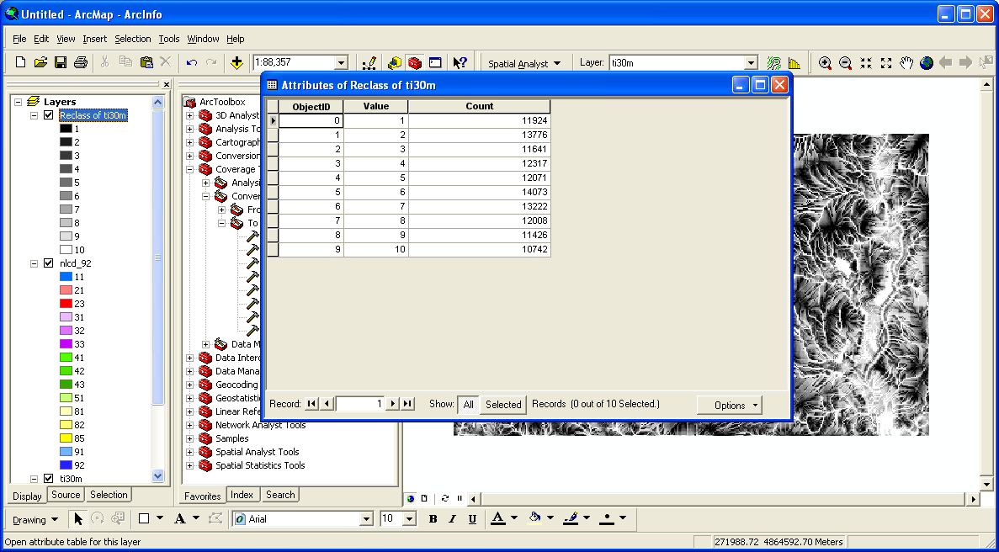 Untitled - ArcMap - ArcInfo
File Edit View Insert Selection Tools Window Help
1:88,357
Spatial Analyst
Layer: ti30m
Layers
Reclass of ti30m
1
2
3
4
5
6
7
8
9
10
nlcd_92
11
21
23
31
32
33
41
42
43
51
81
82
85
91
92
ti30m
Display Source Selection
ArcToolbox
3D Analyst
Analysis To
Cartograph
Conversion
Coverage T
Analysis
Conver
Fro
To
Data M
Data Interc
Data Mana
Geocoding
Geostatistic
Linear Refe
Network Analyst Tools
Samples
Spatial Analyst Tools
Spatial Statistics Tools
Favorites Index Search
Attributes of Reclass of ti30m
ObjectID Value Count
0 1 11924
1 2 13776
2 3 11641
3 4 12317
4 5 12071
5 6 14073
6 7 13222
7 8 12008
8 9 11426
9 10 10742
Record: 1 Show: All Selected Records (0 out of 10 Selected.) Options
Drawing A Arial 10 B I U A
Open attribute table for this layer
271988.72 4864592.70 Meters